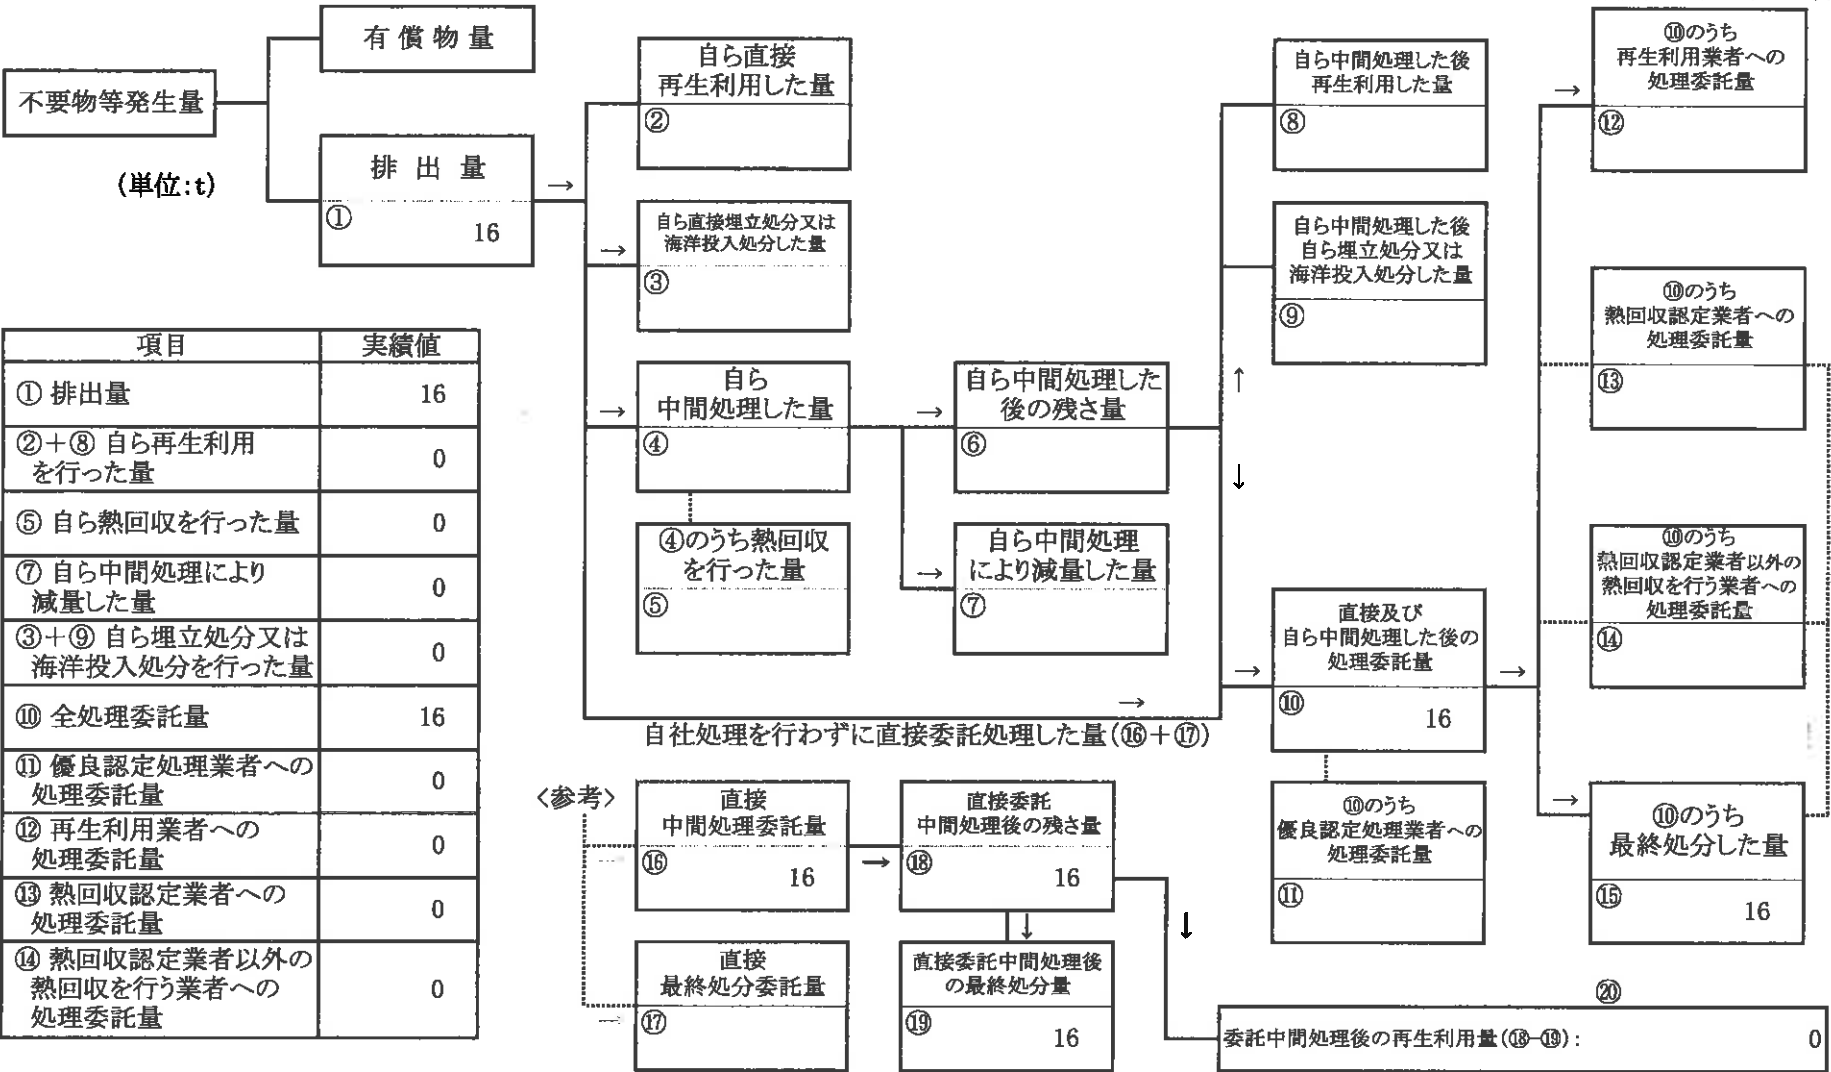 有償物量
不要物等発生量
(単位:t)
排出量
①
16
→
自ら直接
再生利用した量
②
→
自ら直接埋立処分又は
海洋投入処分した量
③
→
自ら
中間処理した量
④
④のうち熱回収
を行った量
⑤
→
自ら中間処理した
後の残さ量
⑥
→
自ら中間処理
により減量した量
⑦
自ら中間処理した後
再生利用した量
⑧
自ら中間処理した後
自ら埋立処分又は
海洋投入処分した量
⑨
↑
↓
→
自社処理を行わずに直接委託処理した量(⑯+⑰)
→
直接及び
自ら中間処理した後の
処理委託量
⑩
16
⑩のうち
優良認定処理業者への
処理委託量
⑪
→
→
⑩のうち
再生利用業者への
処理委託量
⑫
⑩のうち
熱回収認定業者への
処理委託量
⑬
⑩のうち
熱回収認定業者以外の
熱回収を行う業者への
処理委託量
⑭
→
⑩のうち
最終処分した量
⑮
16
項目 実績値
① 排出量 16
②+⑧ 自ら再生利用
を行った量 0
⑤ 自ら熱回収を行った量 0
⑦ 自ら中間処理により
減量した量 0
③+⑨ 自ら埋立処分又は
海洋投入処分を行った量 0
⑩ 全処理委託量 16
⑪ 優良認定処理業者への
処理委託量 0
⑫ 再生利用業者への
処理委託量 0
⑬ 熱回収認定業者への
処理委託量 0
⑭ 熱回収認定業者以外の
熱回収を行う業者への
処理委託量 0
〈参考〉
直接
中間処理委託量
⑯
16
→
直接委託
中間処理後の残さ量
⑱
16
↓
↓
→
直接
最終処分委託量
⑰
直接委託中間処理後
の最終処分量
⑲
16
⑳
委託中間処理後の再生利用量(⑱-⑲): 0